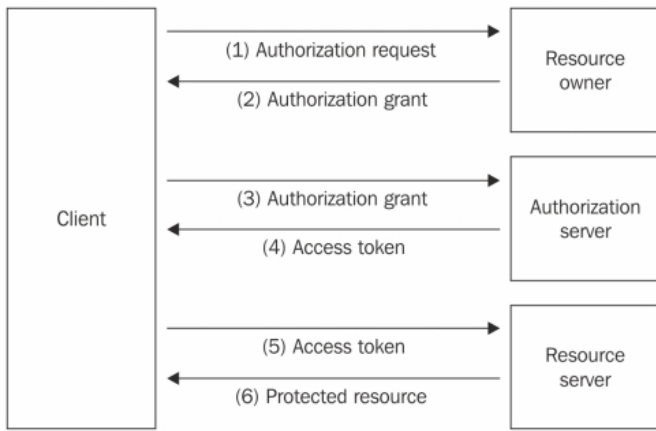 (1) Authorization request
Resource
owner
(2) Authorization grant
Client
(3) Authorization grant
Authorization
server
(4) Access token
(5) Access token
Resource
server
(6) Protected resource